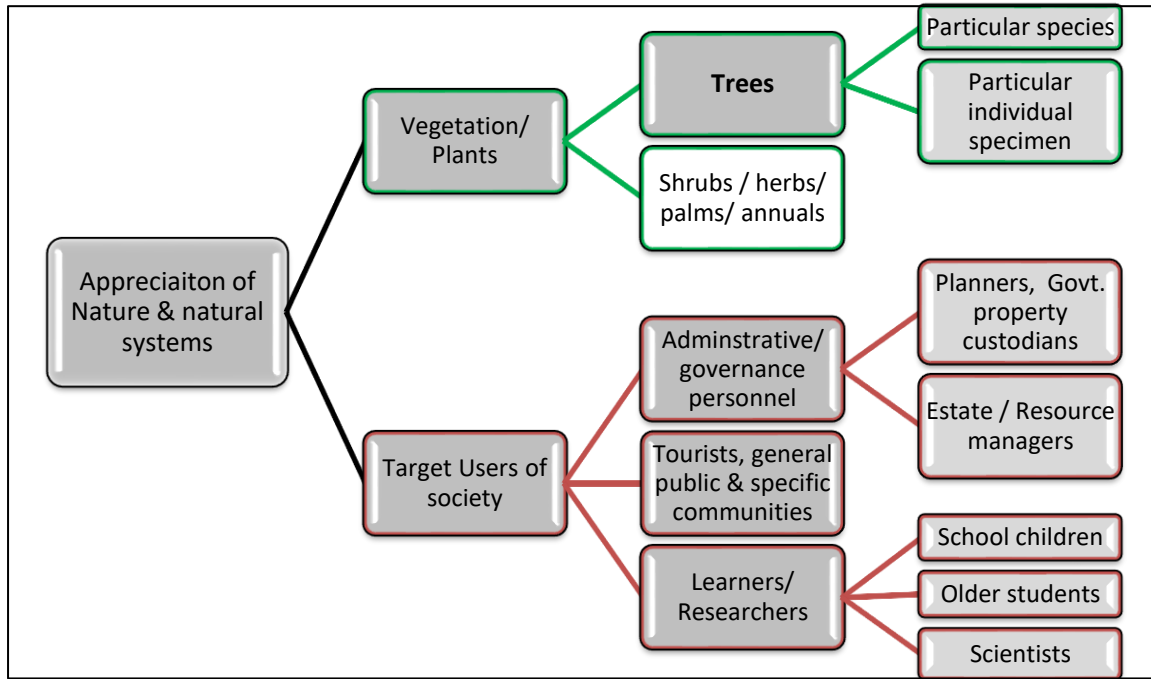 Appreciaiton of
Nature & natural
systems
Vegetation/
Plants
Trees
Particular species
Particular
individual
specimen
Shrubs / herbs/
palms/ annuals
Target Users of
society
Adminstrative/
governance
personnel
Planners, Govt.
property
custodians
Estate / Resource
managers
Tourists, general
public & specific
communities
Learners/
Researchers
School children
Older students
Scientists